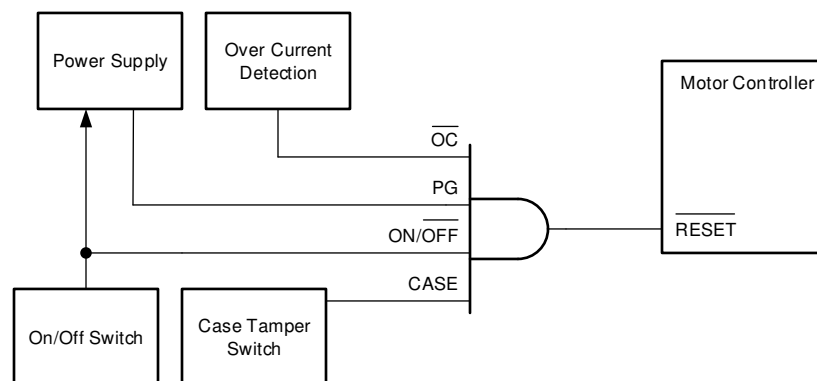 Power Supply
Over Current
Detection
Motor Controller
OC
PG
ON/OFF
CASE
RESET
On/Off Switch
Case Tamper
Switch